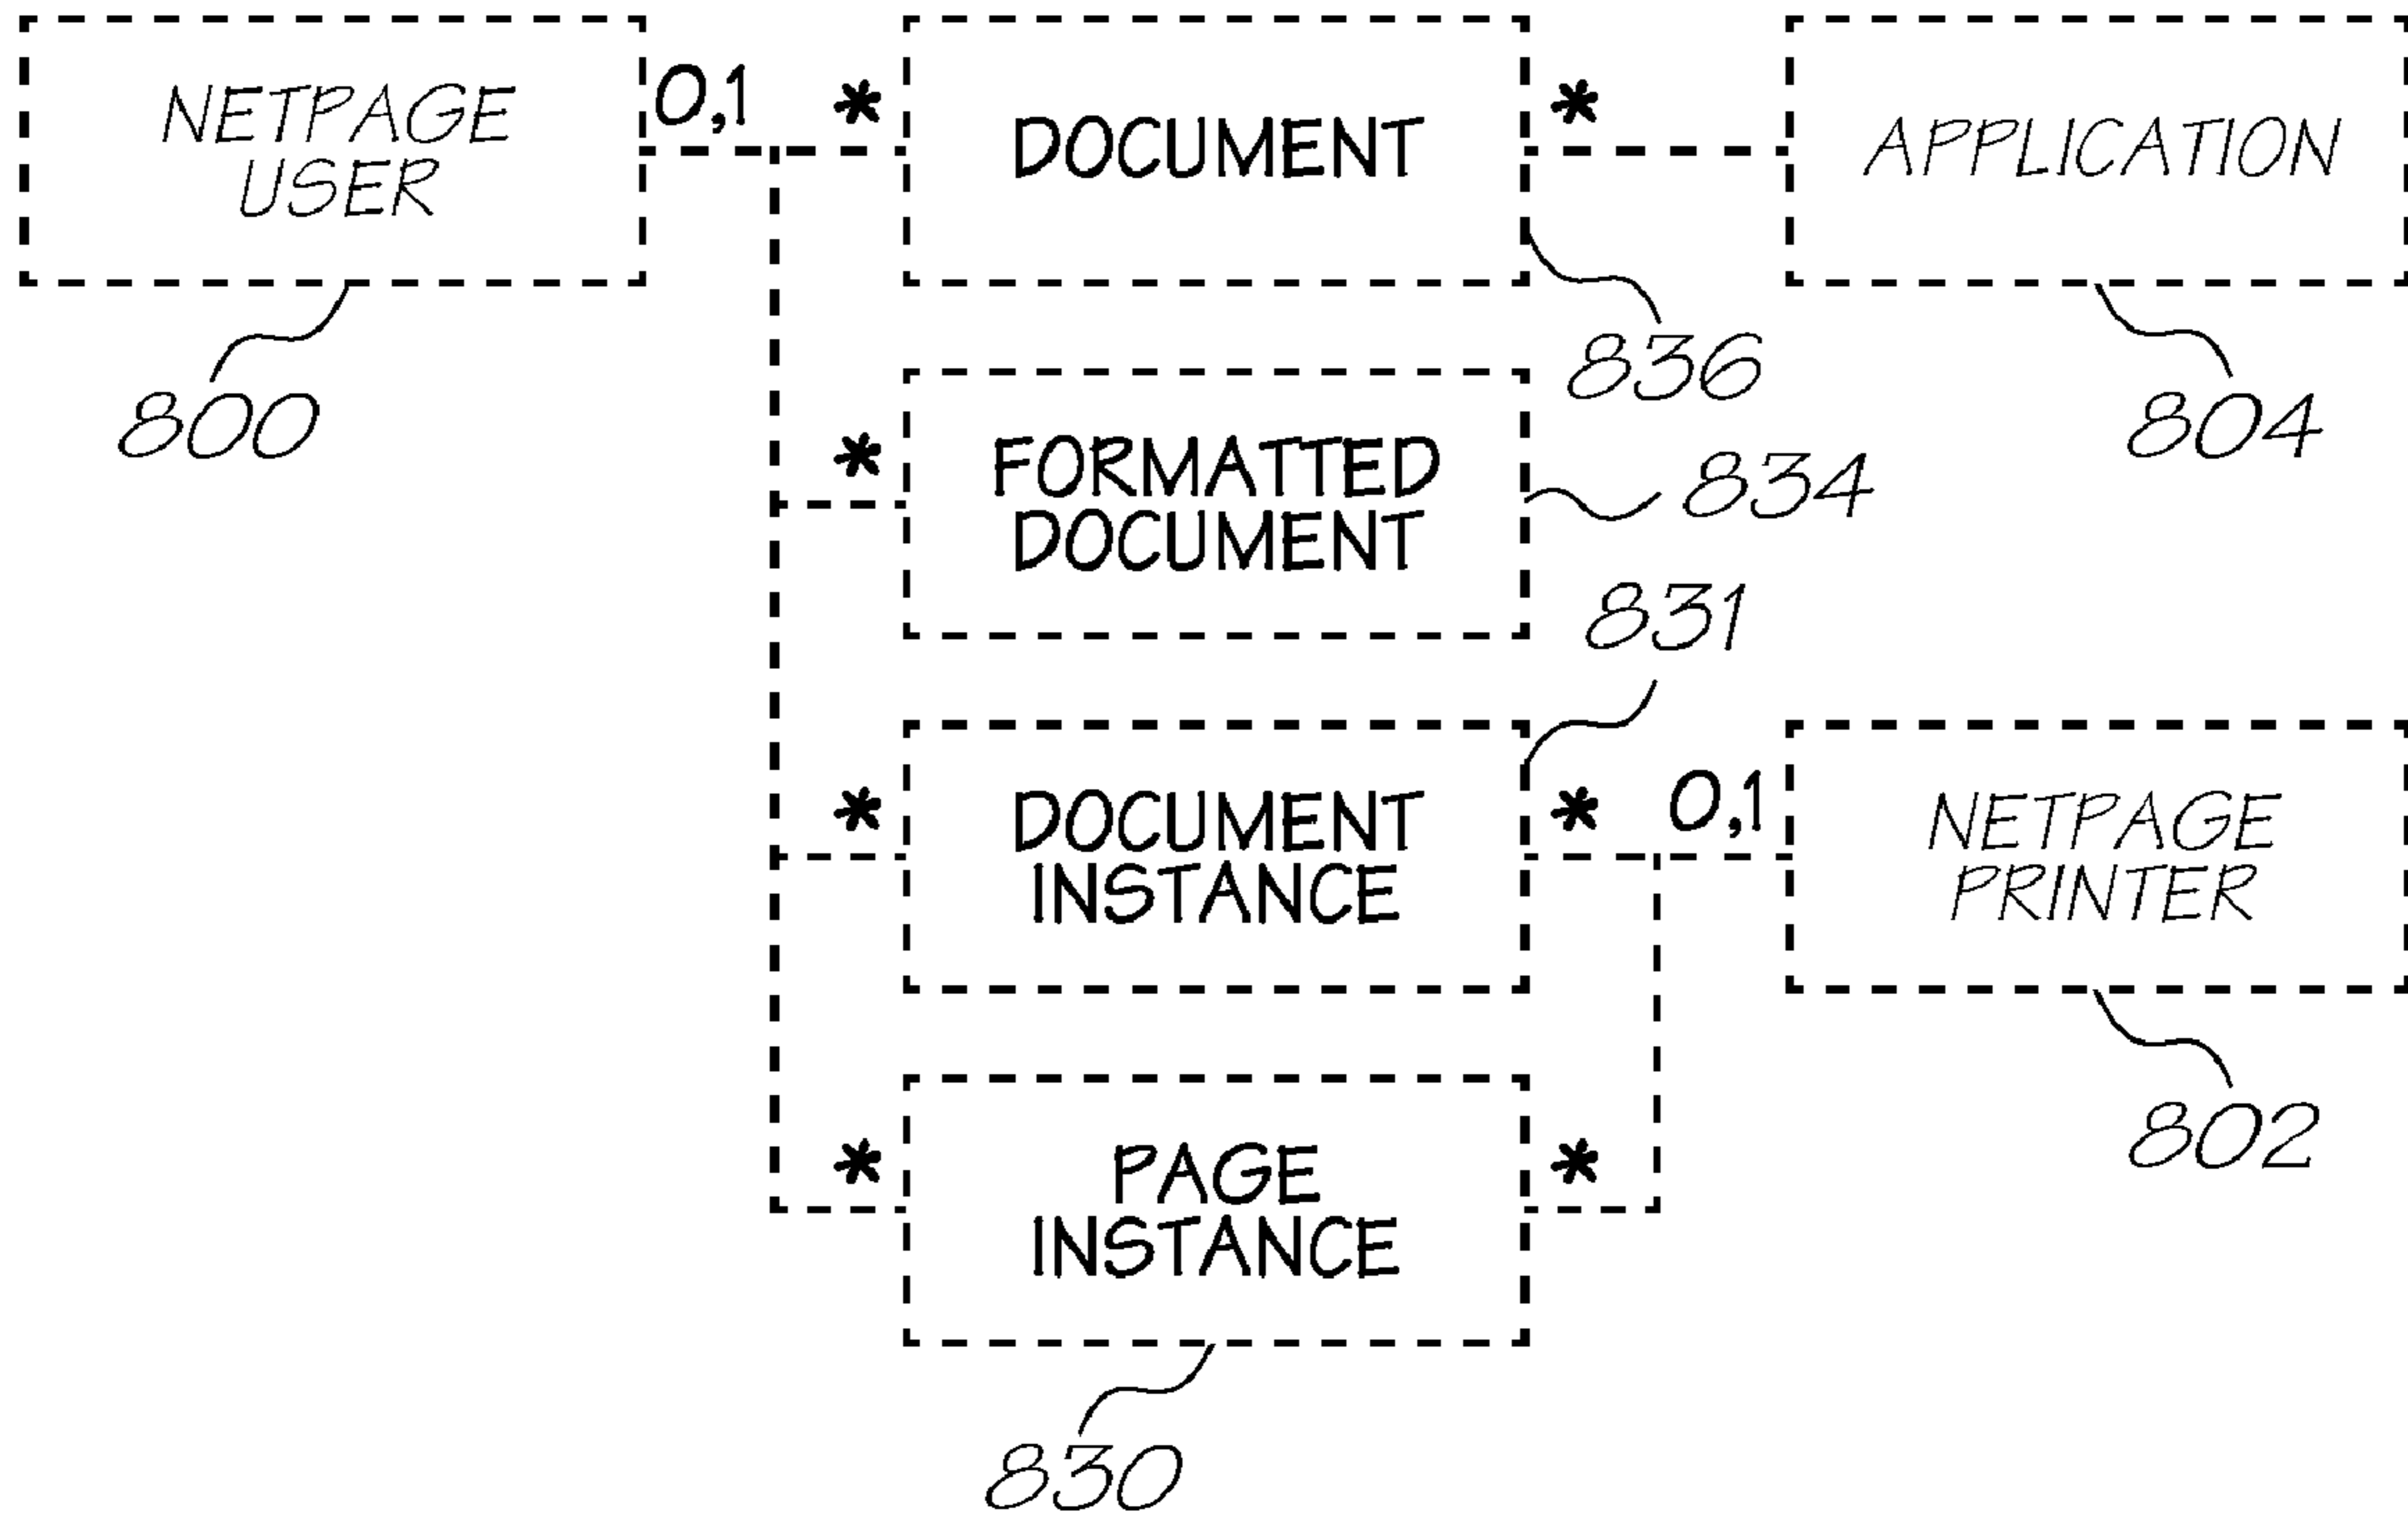 NETPAGE
USER
0,1
*
DOCUMENT
*
APPLICATION
800
836
804
*
FORMATTED
DOCUMENT
834
831
*
DOCUMENT
INSTANCE
*
0,1
NETPAGE
PRINTER
802
*
PAGE
INSTANCE
*
830